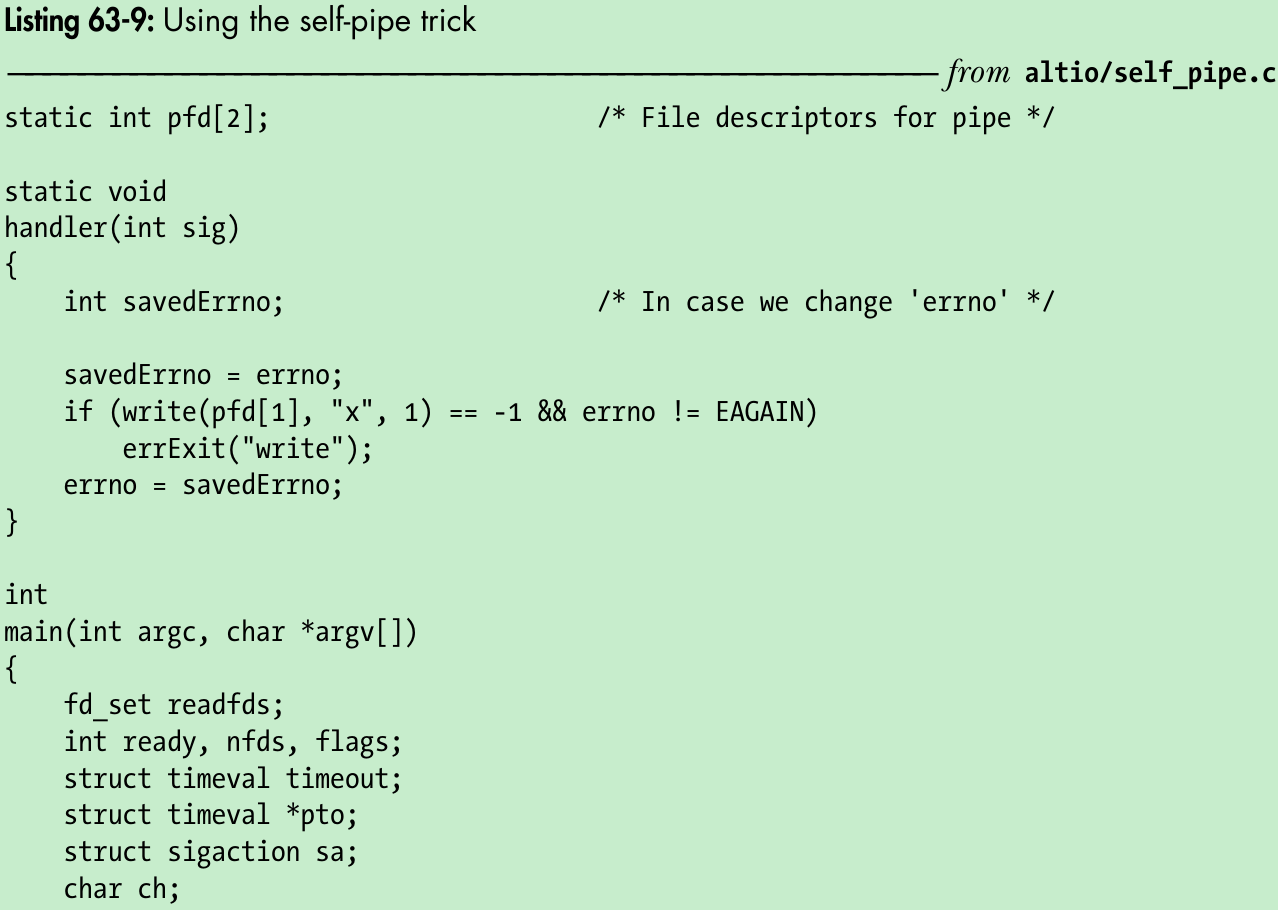 Listing 63-9: Using the self-pipe trick
from altio/self_pipe.c
static int pfd[2];                      /* File descriptors for pipe */
static void
handler(int sig)
{
    int savedErrno;                     /* In case we change 'errno' */
    savedErrno = errno;
    if (write(pfd[1], "x", 1) == -1 && errno != EAGAIN)
        errExit("write");
    errno = savedErrno;
}
int
main(int argc, char *argv[])
{
    fd_set readfds;
    int ready, nfds, flags;
    struct timeval timeout;
    struct timeval *pto;
    struct sigaction sa;
    char ch;